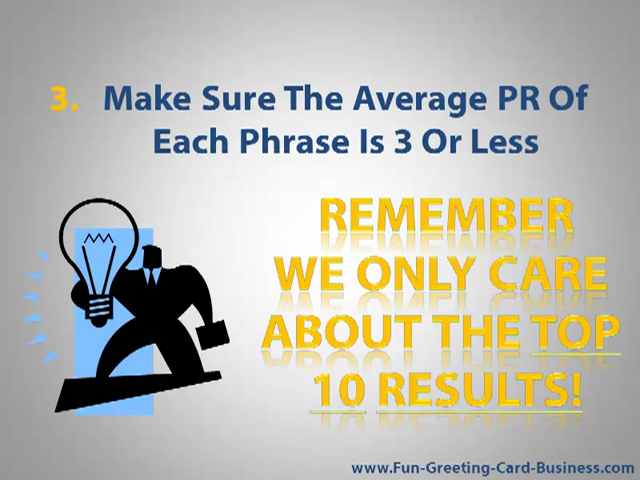 3. Make Sure The Average PR Of
Each Phrase Is 3 Or Less
REMEMBER
WE ONLY CARE
ABOUT THE TOP
10 RESULTS!
www.Fun-Greeting-Card-Business.com